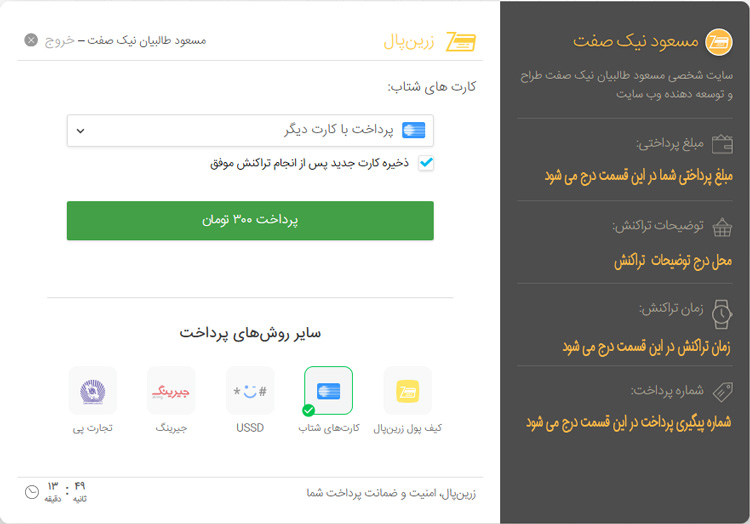 مسعود نیک صفت
سایت شخصی مسعود طالبیان نیک صفت طراح
و توسعه دهنده وب سایت
مبلغ پرداختی:
مبلغ پرداختی شما در این قسمت درج می شود
توضیحات تراکنش:
محل درج توضیحات تراکنش
زمان تراکنش:
زمان تراکنش در این قسمت درج می شود
شماره پرداخت:
شماره پیگیری پرداخت در این قسمت درج می شود
زرین‌پال
مسعود طالبیان نیک صفت – خروج
کارت های شتاب:
پرداخت با کارت دیگر
ذخیره کارت جدید پس از انجام تراکنش موفق
پرداخت ۳۰۰ تومان
سایر روش‌های پرداخت
*
#
جیرینگ
کیف پول زرین‌پال
کارت‌های شتاب
USSD
جیرینگ
تجارت پی
زرین‌پال، امنیت و ضمانت پرداخت شما
۱۳ : ۴۹
دقیقه ثانیه